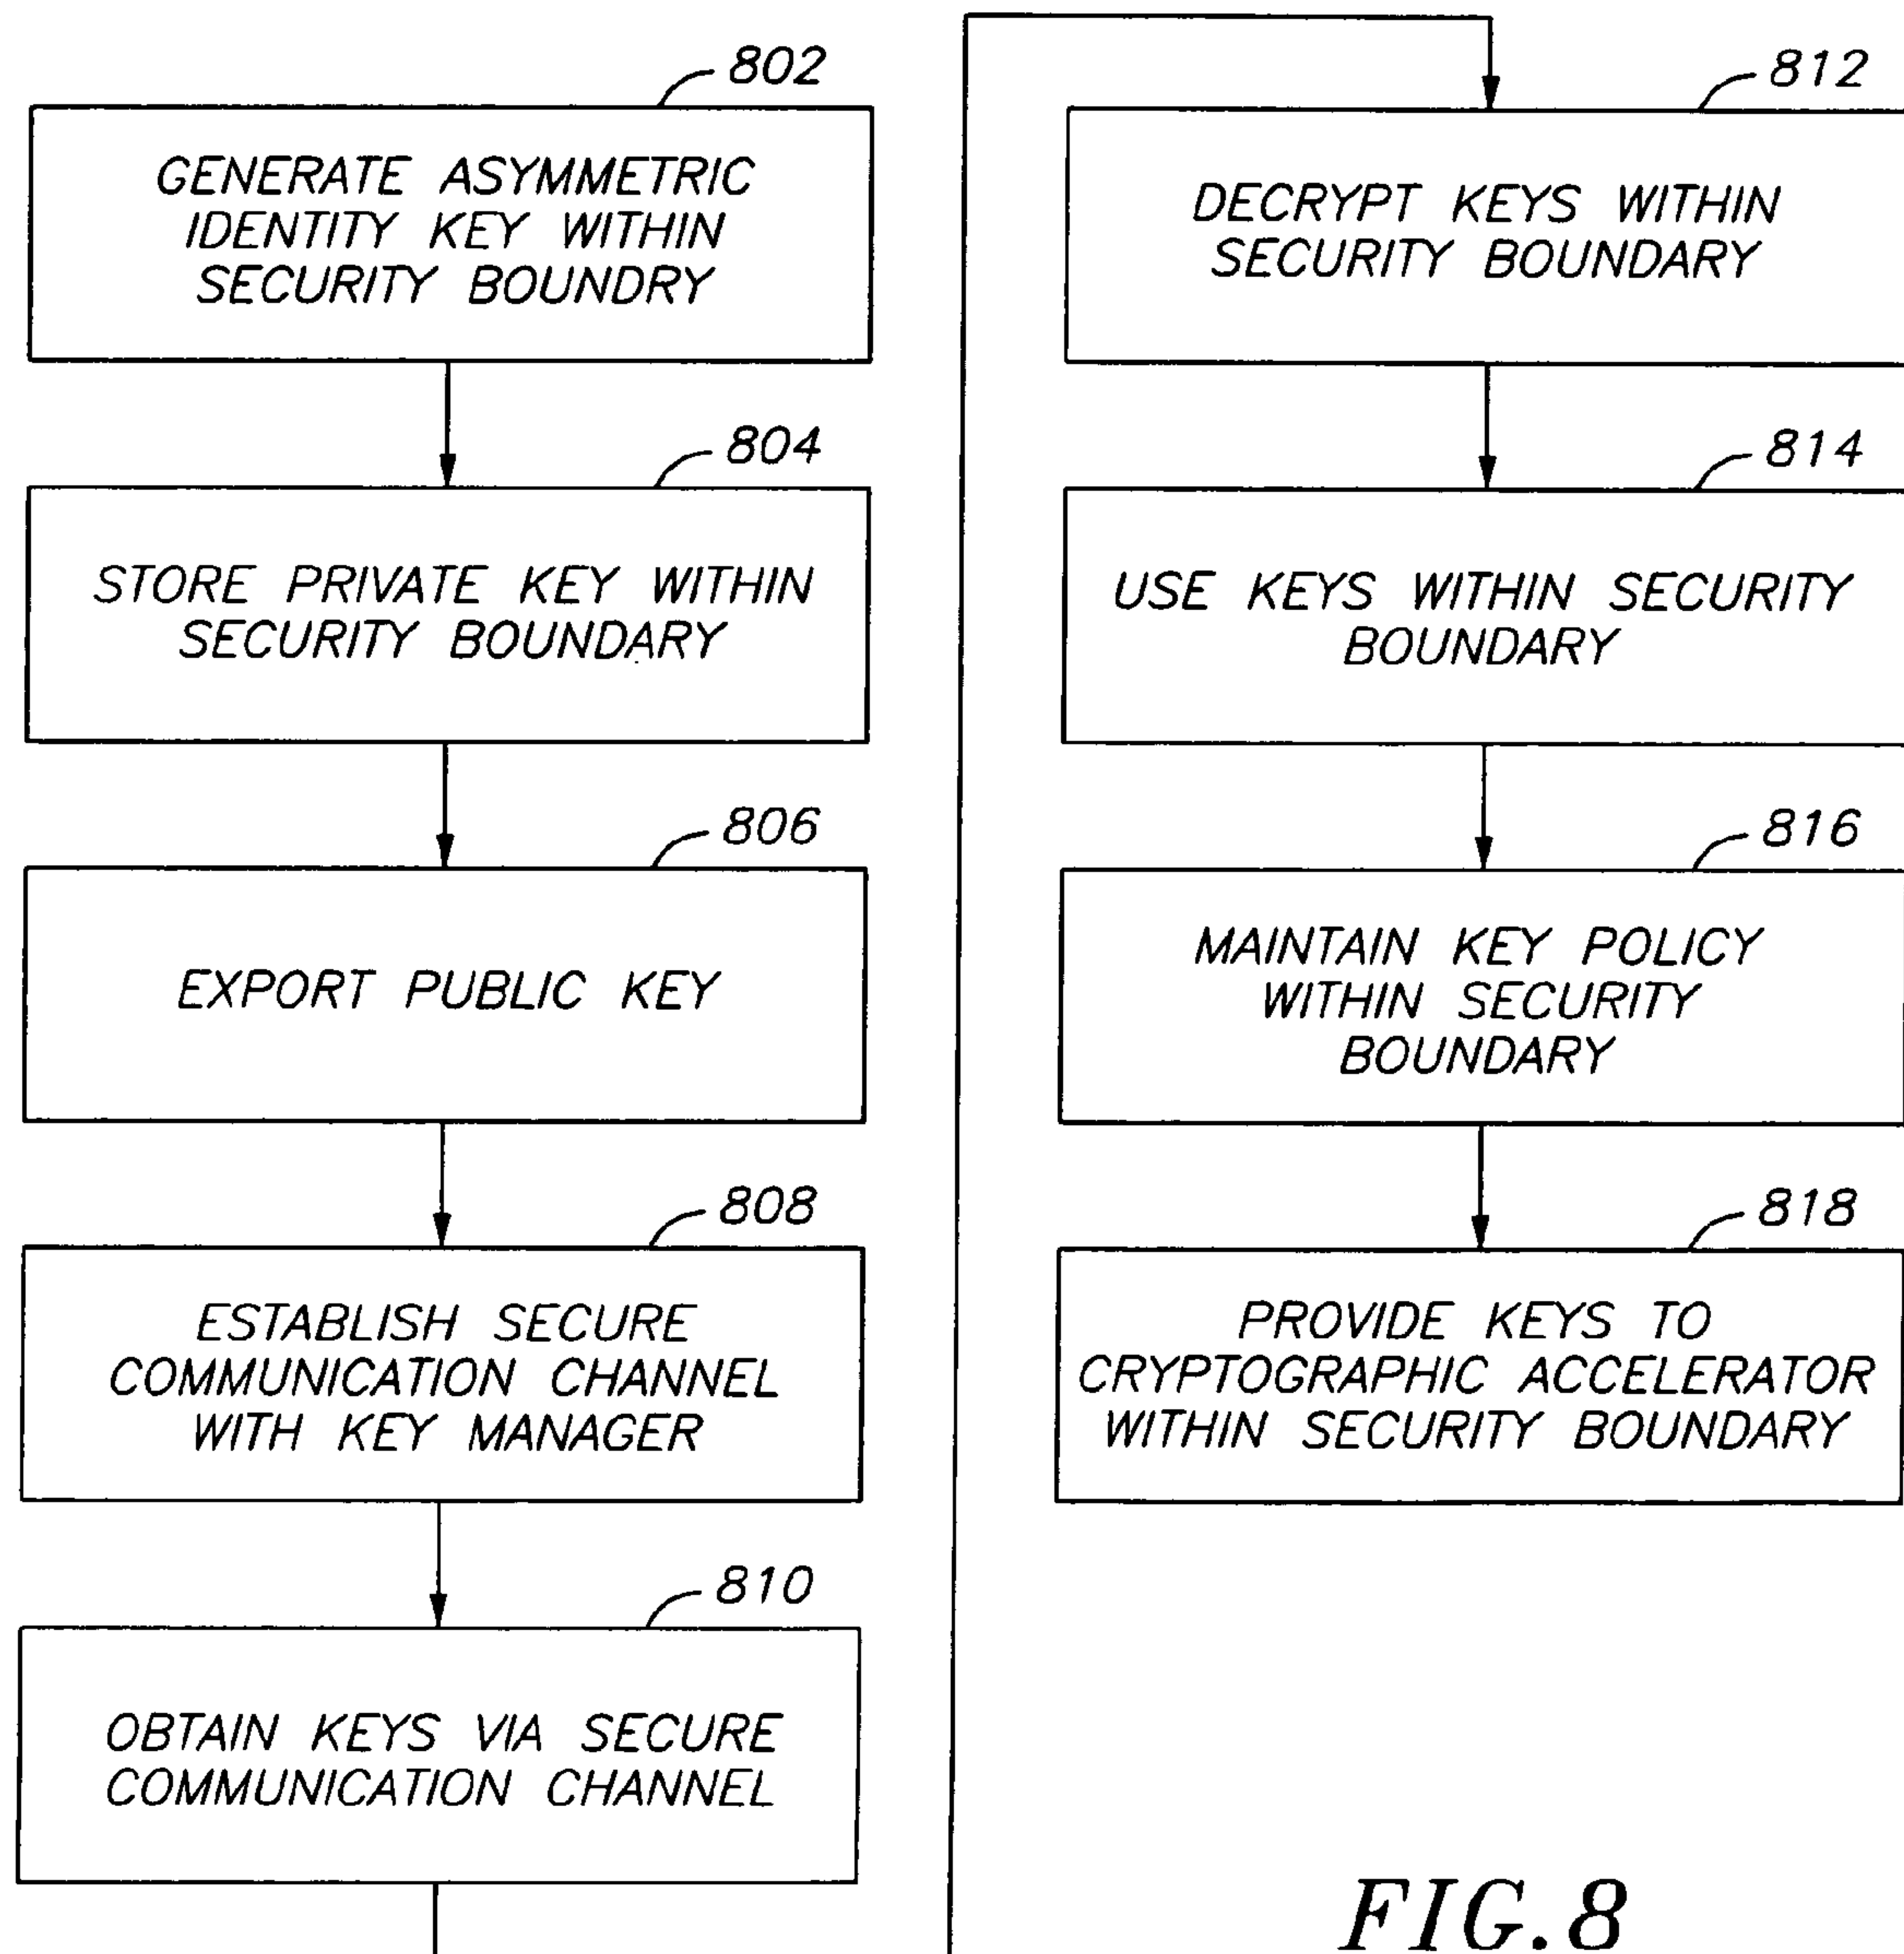 802
GENERATE ASYMMETRIC
IDENTITY KEY WITHIN
SECURITY BOUNDRY
804
STORE PRIVATE KEY WITHIN
SECURITY BOUNDARY
806
EXPORT PUBLIC KEY
808
ESTABLISH SECURE
COMMUNICATION CHANNEL
WITH KEY MANAGER
810
OBTAIN KEYS VIA SECURE
COMMUNICATION CHANNEL
812
DECRYPT KEYS WITHIN
SECURITY BOUNDARY
814
USE KEYS WITHIN SECURITY
BOUNDARY
816
MAINTAIN KEY POLICY
WITHIN SECURITY
BOUNDARY
818
PROVIDE KEYS TO
CRYPTOGRAPHIC ACCELERATOR
WITHIN SECURITY BOUNDARY
FIG.8